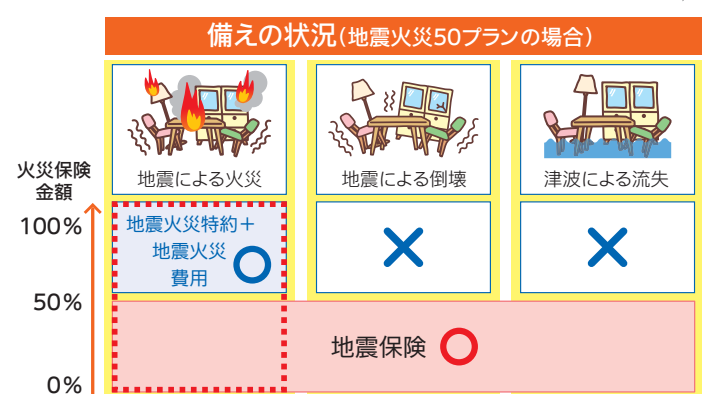 備えの状況(地震火災50プランの場合)
地震による火災
地震による倒壊
津波による流失
火災保険
金額
100%
地震火災特約+
地震火災
費用
50%
地震保険
0%